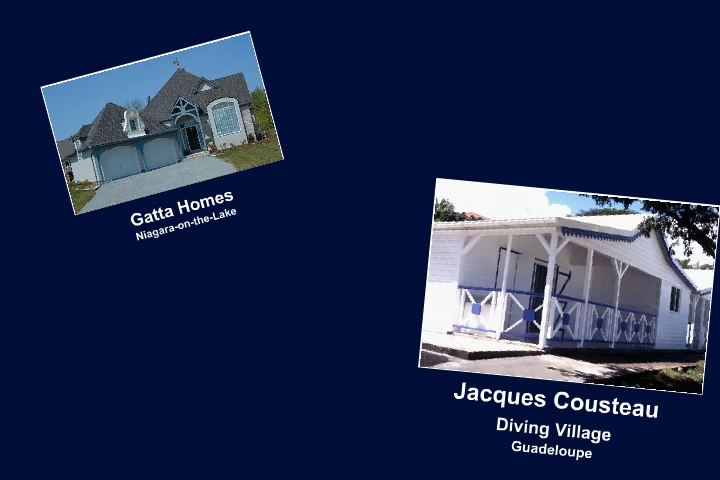 Gatta Homes
Niagara-on-the-Lake
Jacques Cousteau
Diving Village
Guadeloupe